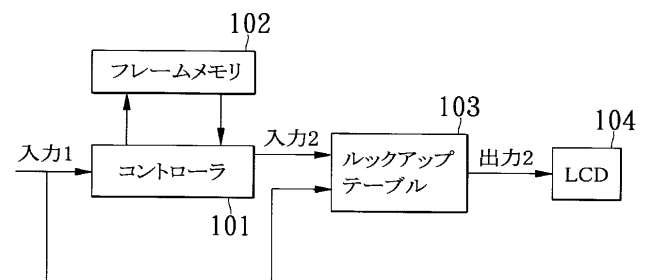 102
フレームメモリ
103
104
入力1
コントローラ
入力2
ルックアップ
テーブル
出力2
LCD
101